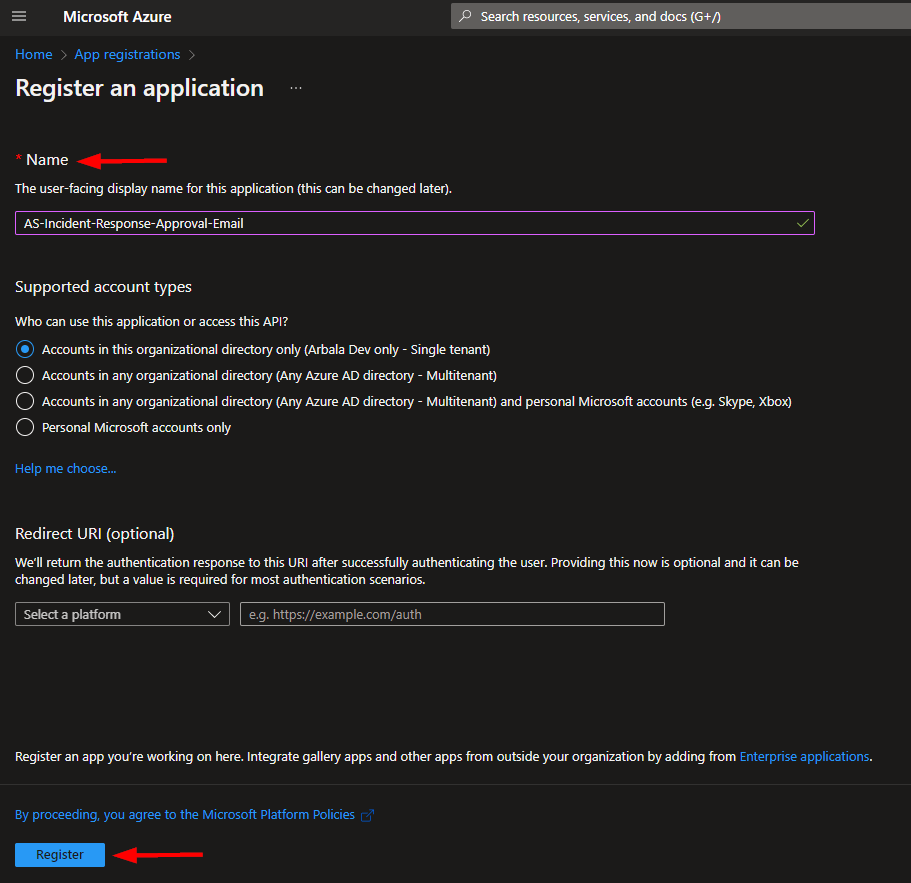 Microsoft Azure
Search resources, services, and docs (G+/)
Home > App registrations >
Register an application ...
* Name
The user-facing display name for this application (this can be changed later).
AS-Incident-Response-Approval-Email
Supported account types
Who can use this application or access this API?
Accounts in this organizational directory only (Arbala Dev only - Single tenant)
Accounts in any organizational directory (Any Azure AD directory - Multitenant)
Accounts in any organizational directory (Any Azure AD directory - Multitenant) and personal Microsoft accounts (e.g. Skype, Xbox)
Personal Microsoft accounts only
Help me choose...
Redirect URI (optional)
We'll return the authentication response to this URI after successfully authenticating the user. Providing this now is optional and it can be
changed later, but a value is required for most authentication scenarios.
Select a platform
e.g. https://example.com/auth
Register an app you're working on here. Integrate gallery apps and other apps from outside your organization by adding from Enterprise applications.
By proceeding, you agree to the Microsoft Platform Policies
Register